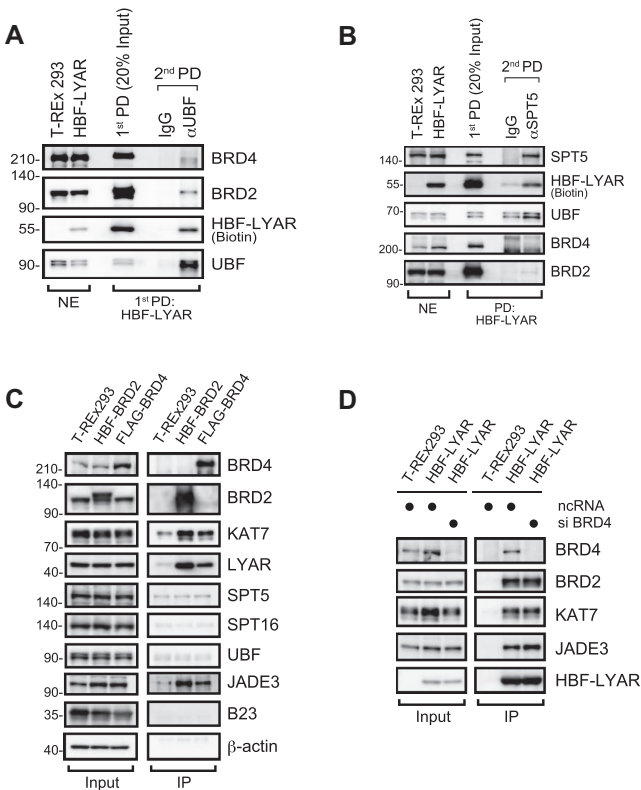 A
T-REx 293
HBF-LYAR
1st PD (20% Input)
2nd PD
IgG
αUBF
210-
BRD4
140-
BRD2
90-
55-
HBF-LYAR
(Biotin)
90-
UBF
NE
1st PD:
HBF-LYAR
B
T-REx 293
HBF-LYAR
1st PD (20% Input)
2nd PD
IgG
αSPT5
140-
SPT5
55-
HBF-LYAR
(Biotin)
70-
UBF
200-
BRD4
90-
BRD2
NE
PD:
HBF-LYAR
C
T-REx293
HBF-BRD2
FLAG-BRD4
T-REx293
HBF-BRD2
FLAG-BRD4
210-
BRD4
140-
BRD2
90-
KAT7
70-
55-
LYAR
40-
140-
SPT5
140-
SPT16
90-
UBF
JADE3
90-
35-
B23
40-
β-actin
Input
IP
D
T-REx293
HBF-LYAR
HBF-LYAR
T-REx293
HBF-LYAR
HBF-LYAR
ncRNA
si BRD4
BRD4
BRD2
KAT7
JADE3
HBF-LYAR
Input
IP